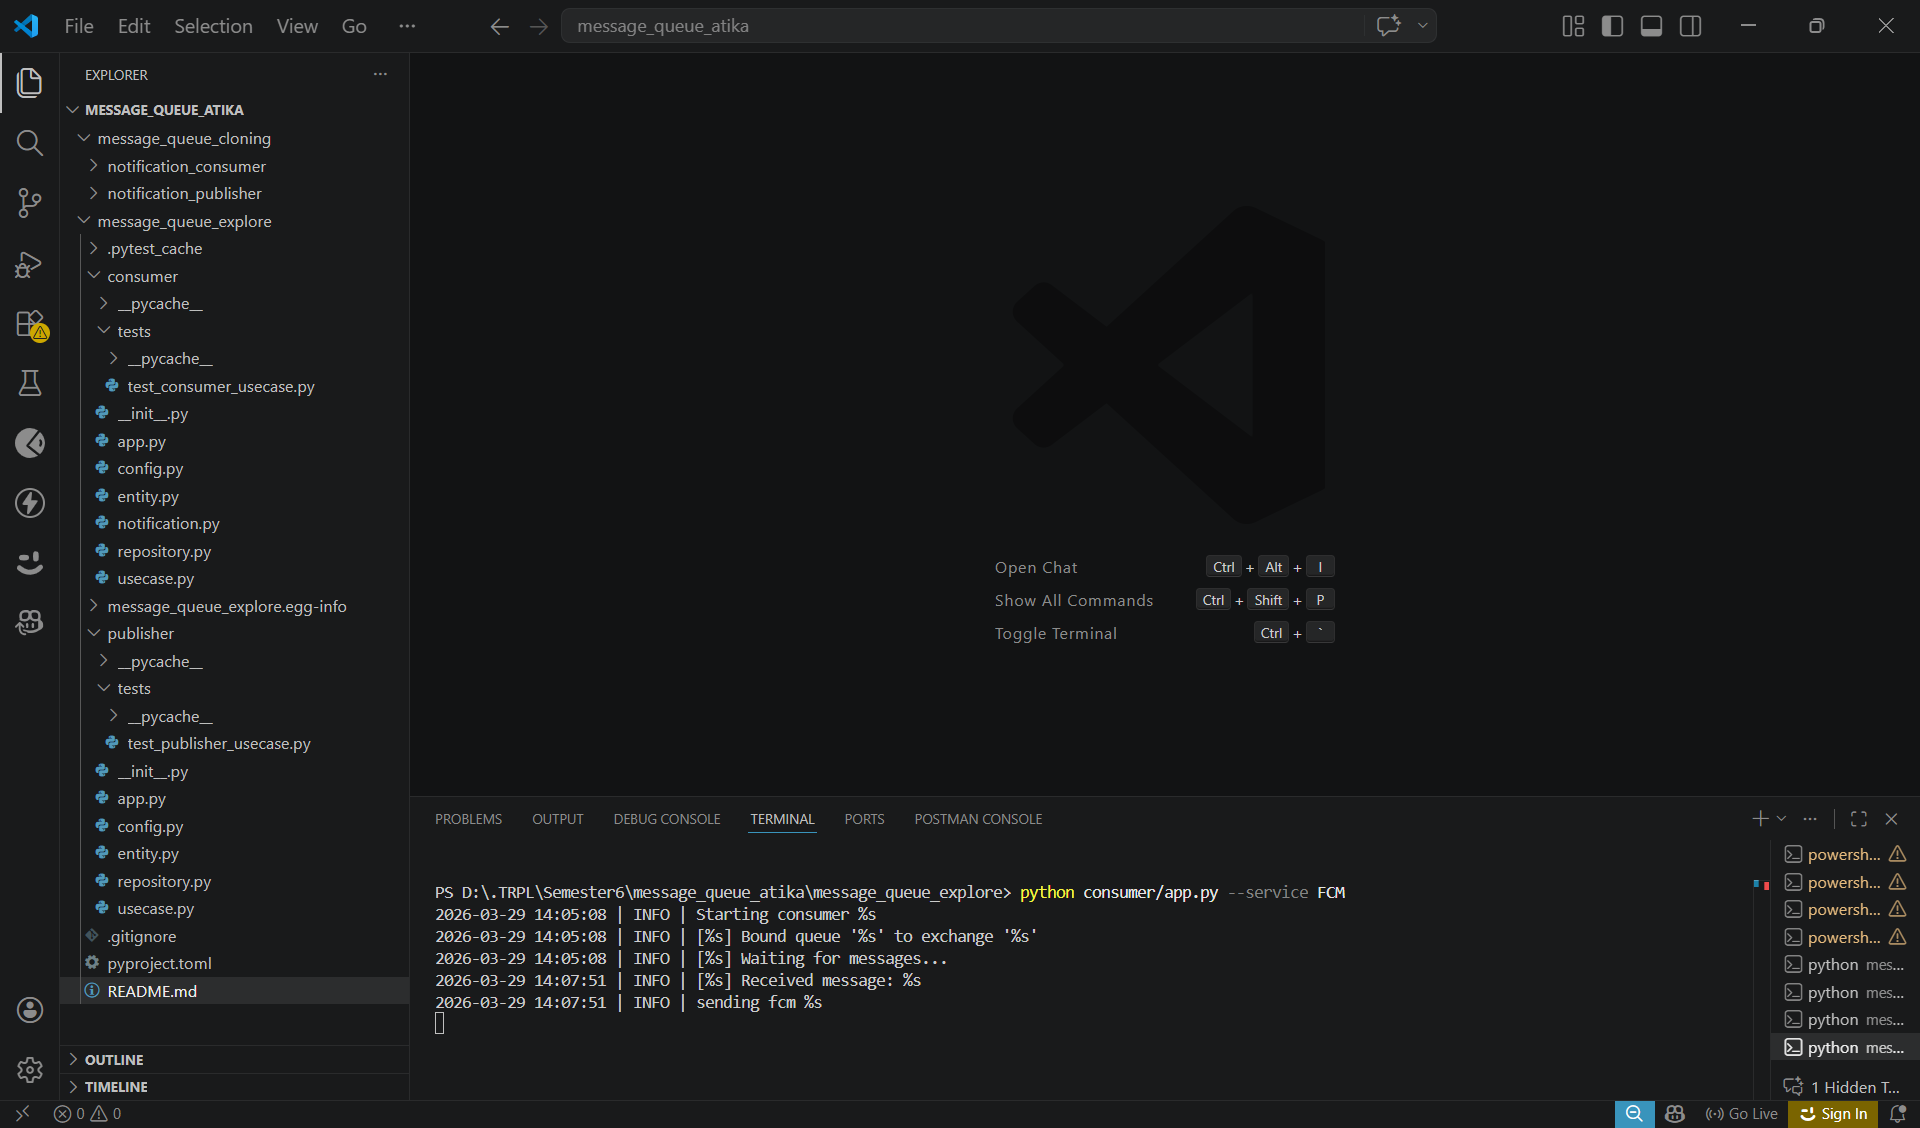 File Edit Selection View Go ···
message_queue_atika
EXPLORER ···
MESSAGE_QUEUE_ATIKA
message_queue_cloning
notification_consumer
notification_publisher
message_queue_explore
.pytest_cache
consumer
__pycache__
tests
__pycache__
test_consumer_usecase.py
__init__.py
app.py
config.py
entity.py
notification.py
repository.py
usecase.py
message_queue_explore.egg-info
publisher
__pycache__
tests
__pycache__
test_publisher_usecase.py
__init__.py
app.py
config.py
entity.py
repository.py
usecase.py
.gitignore
pyproject.toml
README.md
OUTLINE
TIMELINE
Open Chat Ctrl + Alt + I
Show All Commands Ctrl + Shift + P
Toggle Terminal Ctrl + `
PROBLEMS OUTPUT DEBUG CONSOLE TERMINAL PORTS POSTMAN CONSOLE
PS D:\.TRPL\Semester6\message_queue_atika\message_queue_explore> python consumer/app.py --service FCM
2026-03-29 14:05:08 | INFO | Starting consumer %s
2026-03-29 14:05:08 | INFO | [%s] Bound queue '%s' to exchange '%s'
2026-03-29 14:05:08 | INFO | [%s] Waiting for messages...
2026-03-29 14:07:51 | INFO | [%s] Received message: %s
2026-03-29 14:07:51 | INFO | sending fcm %s
powersh...
powersh...
powersh...
powersh...
python mes...
python mes...
python mes...
python mes...
1 Hidden T...
0 0
Go Live Sign In